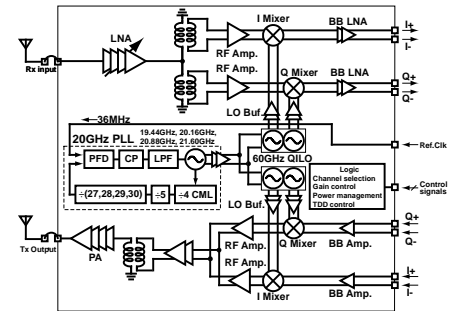 I Mixer
BB LNA
I+
I-
LNA
RF Amp.
Rx input
Q Mixer
BB LNA
Q+
Q-
RF Amp.
LO Buf.
36MHz
Ref.Clk
20GHz PLL
19.44GHz, 20.16GHz,
20.88GHz, 21.60GHz
PFD
CP
LPF
60GHz QILO
Logic
Channel selection
Gain control
Power management
TDD control
Control
signals
÷(27,28,29,30)
÷5
÷4 CML
LO Buf.
Q+
Q-
RF Amp.
Q Mixer
BB Amp.
Tx Output
PA
RF Amp.
I+
I-
I Mixer
BB Amp.